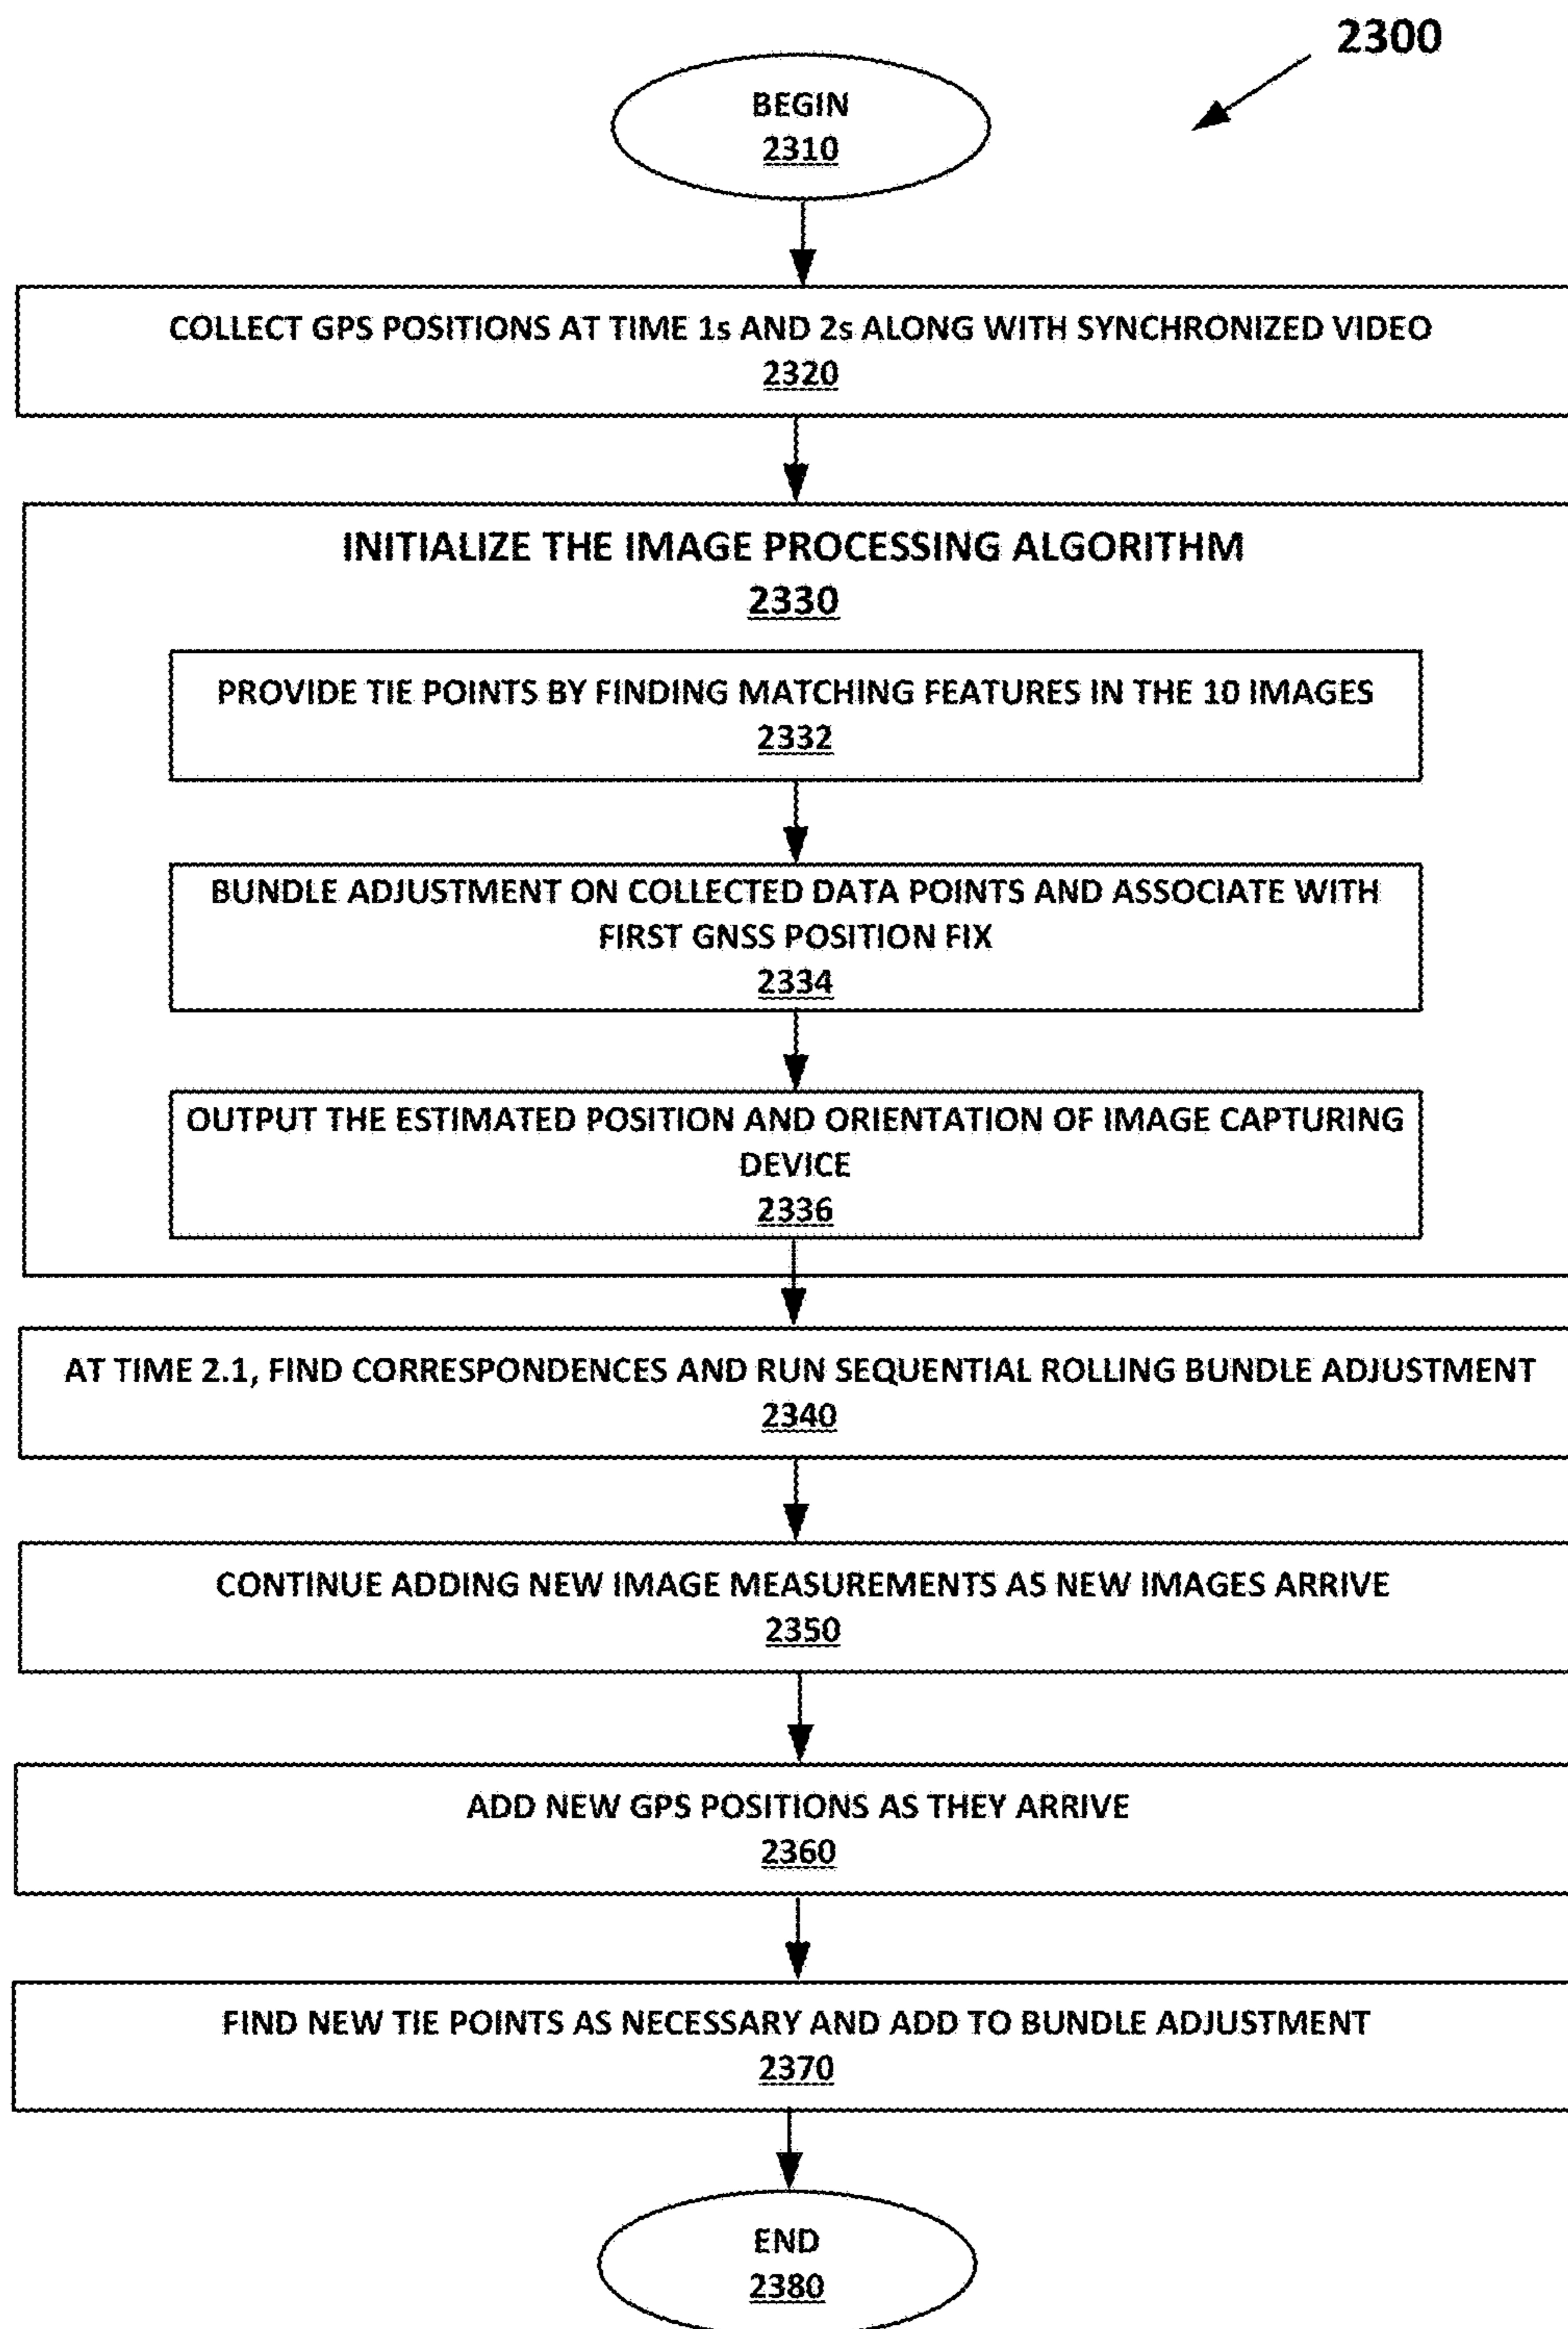 2300
BEGIN
2310
COLLECT GPS POSITIONS AT TIME 1s AND 2s ALONG WITH SYNCHRONIZED VIDEO
2320
INITIALIZE THE IMAGE PROCESSING ALGORITHM
2330
PROVIDE TIE POINTS BY FINDING MATCHING FEATURES IN THE 10 IMAGES
2332
BUNDLE ADJUSTMENT ON COLLECTED DATA POINTS AND ASSOCIATE WITH
FIRST GNSS POSITION FIX
2334
OUTPUT THE ESTIMATED POSITION AND ORIENTATION OF IMAGE CAPTURING
DEVICE
2336
AT TIME 2.1, FIND CORRESPONDENCES AND RUN SEQUENTIAL ROLLING BUNDLE ADJUSTMENT
2340
CONTINUE ADDING NEW IMAGE MEASUREMENTS AS NEW IMAGES ARRIVE
2350
ADD NEW GPS POSITIONS AS THEY ARRIVE
2360
FIND NEW TIE POINTS AS NECESSARY AND ADD TO BUNDLE ADJUSTMENT
2370
END
2380